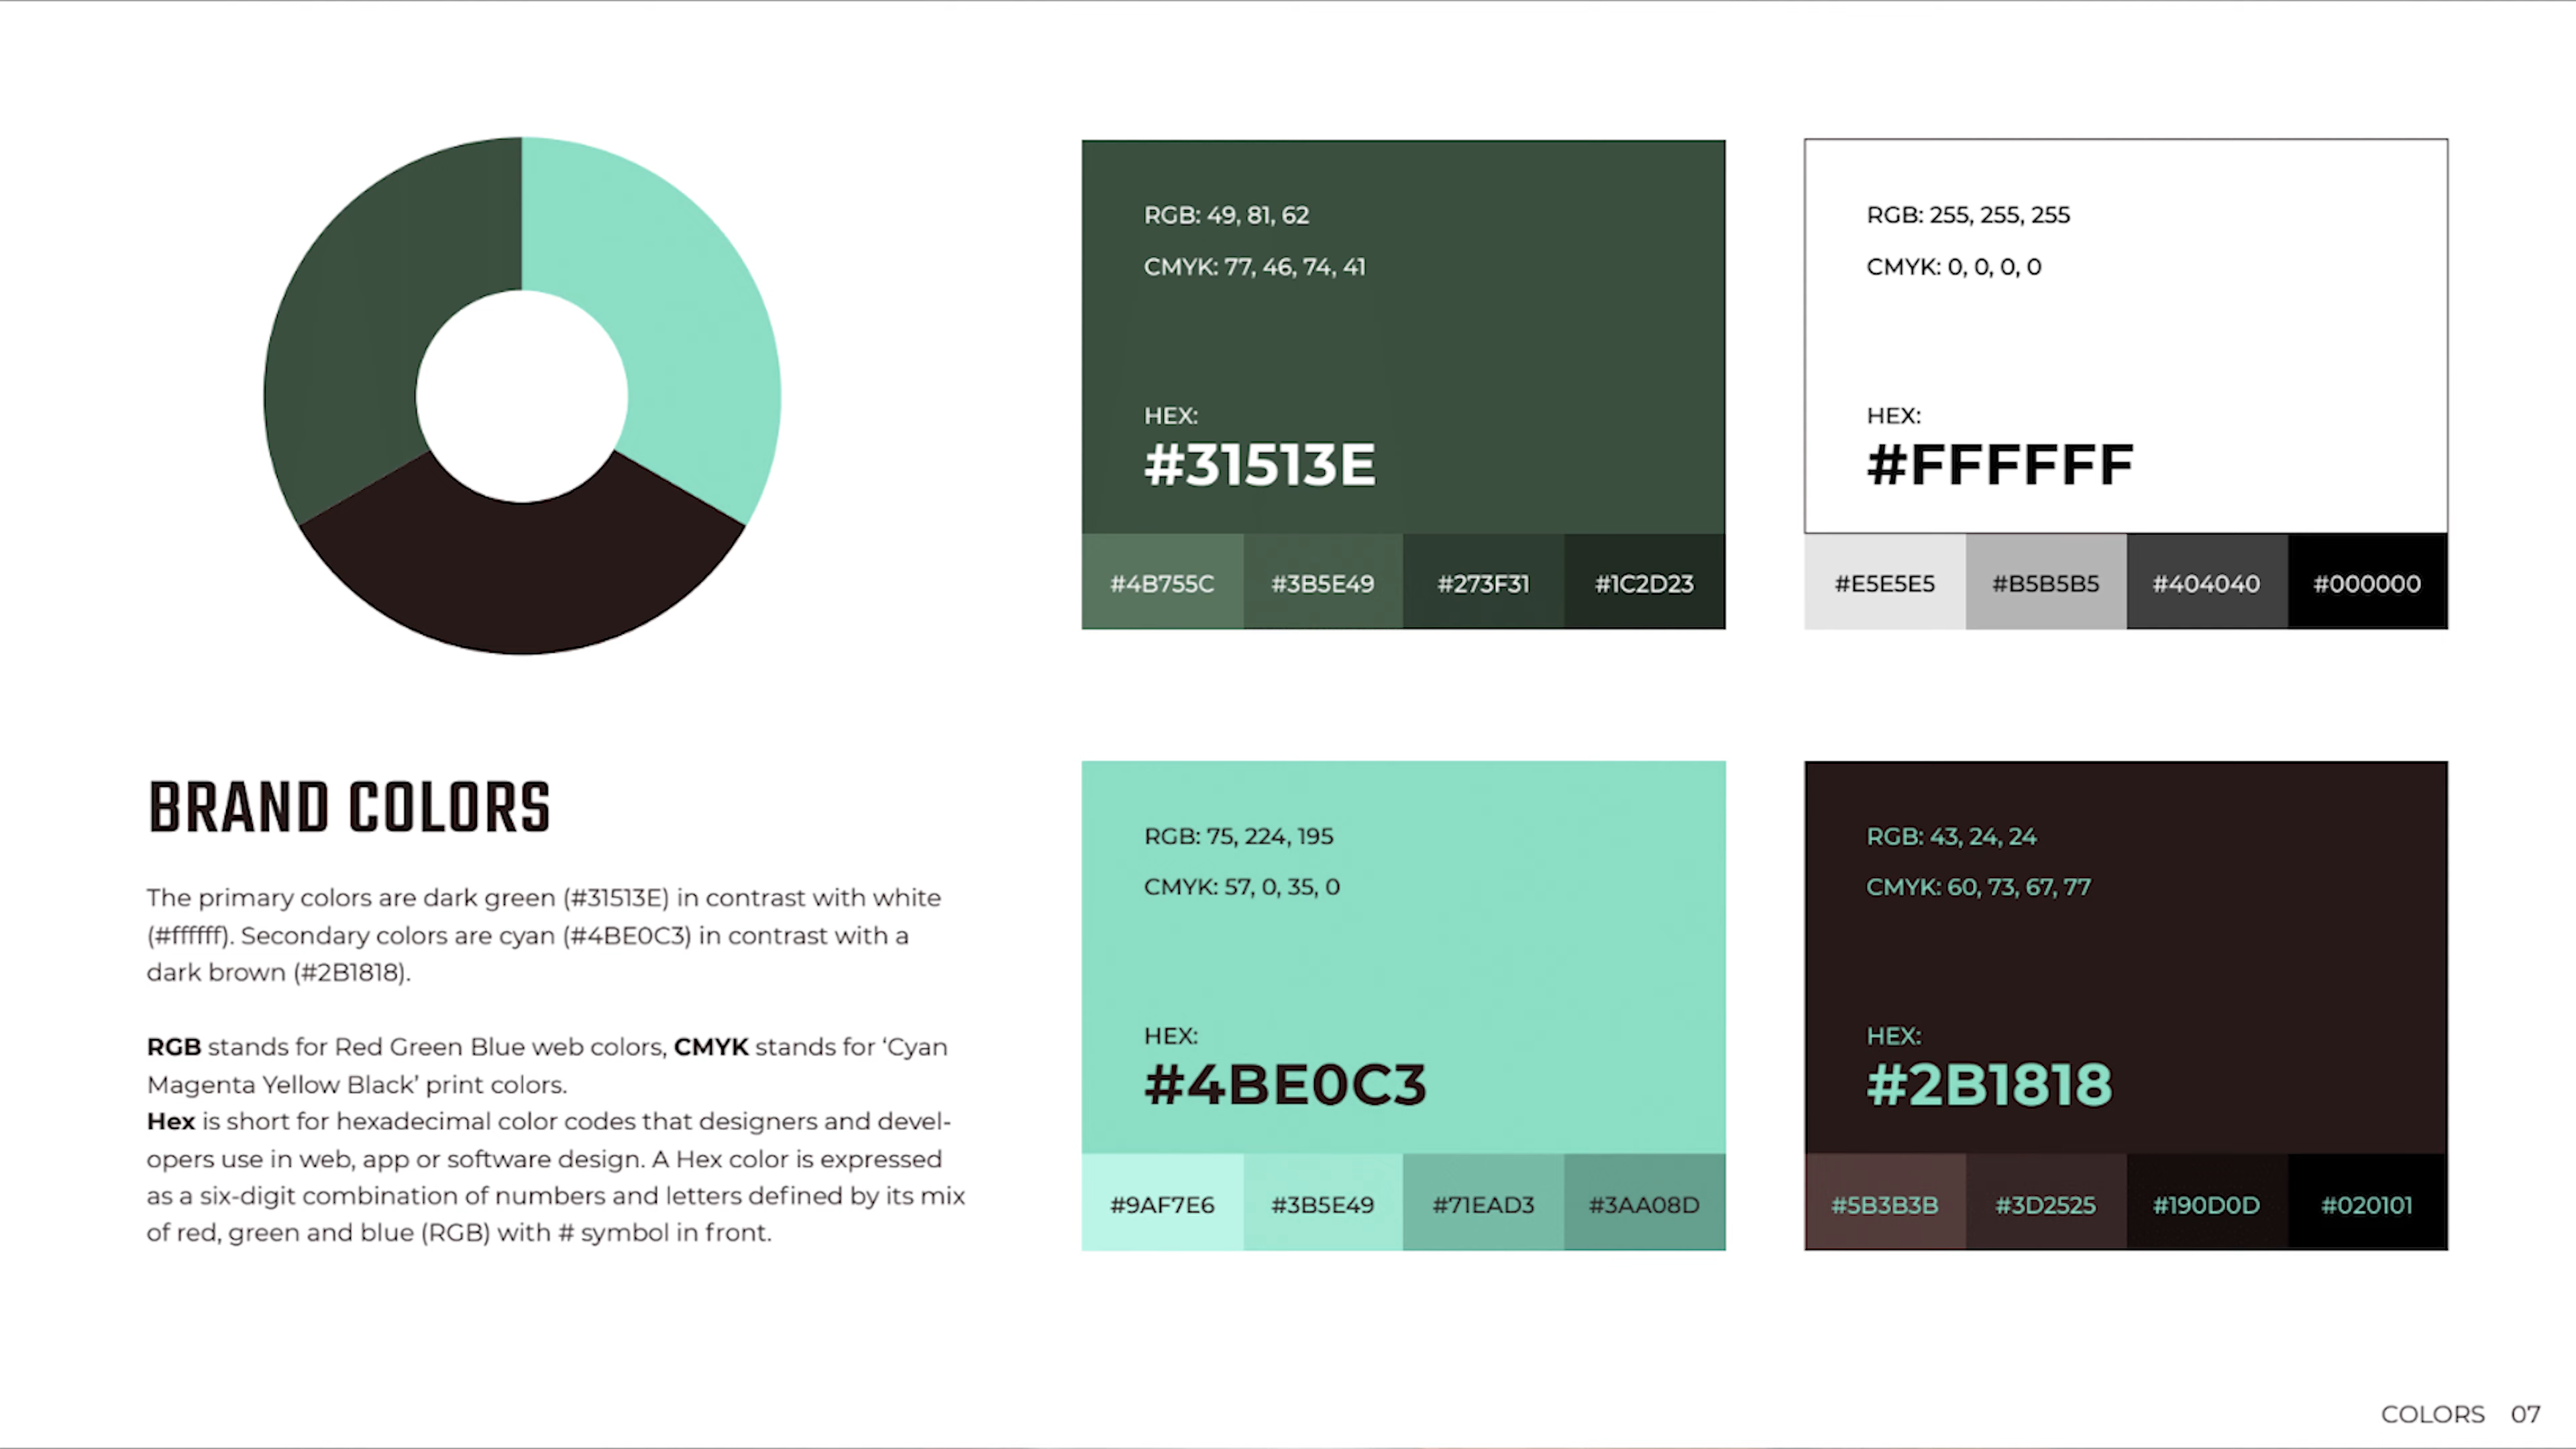 RGB: 49, 81, 62
CMYK: 77, 46, 74, 41
HEX:
#31513E
#4B755C #3B5E49 #273F31 #1C2D23
RGB: 255, 255, 255
CMYK: 0, 0, 0, 0
HEX:
#FFFFFF
#E5E5E5 #B5B5B5 #404040 #000000
BRAND COLORS
The primary colors are dark green (#31513E) in contrast with white
(#ffffff). Secondary colors are cyan (#4BE0C3) in contrast with a
dark brown (#2B1818).
RGB stands for Red Green Blue web colors, CMYK stands for ‘Cyan
Magenta Yellow Black’ print colors.
Hex is short for hexadecimal color codes that designers and devel-
opers use in web, app or software design. A Hex color is expressed
as a six-digit combination of numbers and letters defined by its mix
of red, green and blue (RGB) with # symbol in front.
RGB: 75, 224, 195
CMYK: 57, 0, 35, 0
HEX:
#4BE0C3
#9AF7E6 #3B5E49 #71EAD3 #3AA08D
RGB: 43, 24, 24
CMYK: 60, 73, 67, 77
HEX:
#2B1818
#5B3B3B #3D2525 #190D0D #020101
COLORS 07